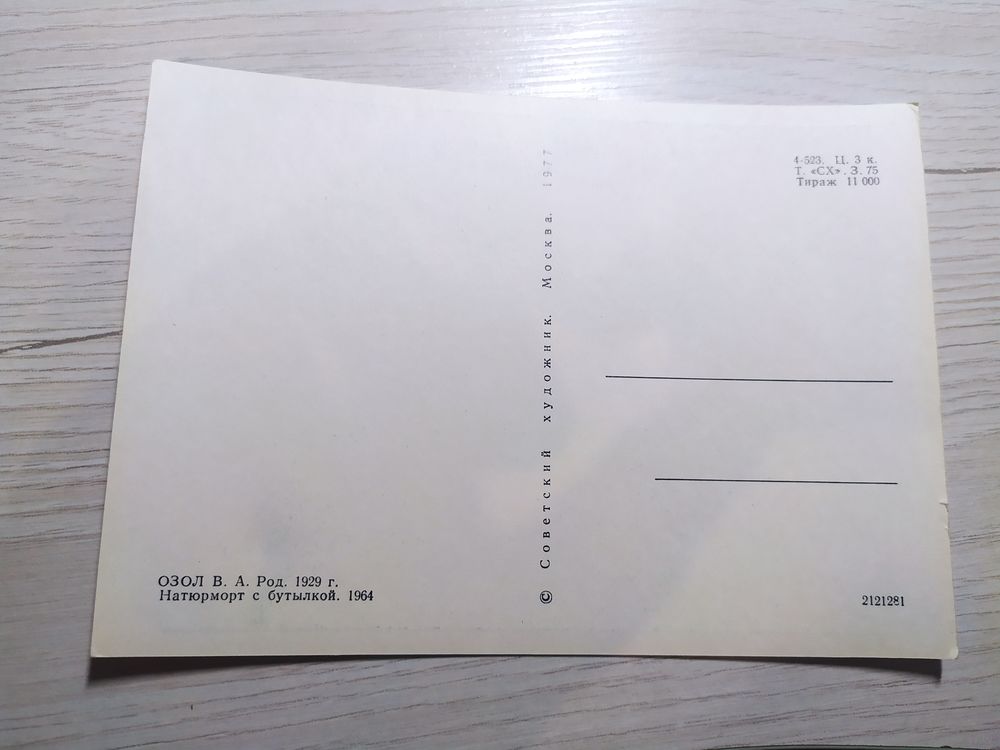 4-523. Ц. 3 к.
Т. «СХ». З. 75
Тираж 11 000
© Советский художник. Москва. 1977
ОЗОЛ В. А. Род. 1929 г.
Натюрморт с бутылкой. 1964
2121281